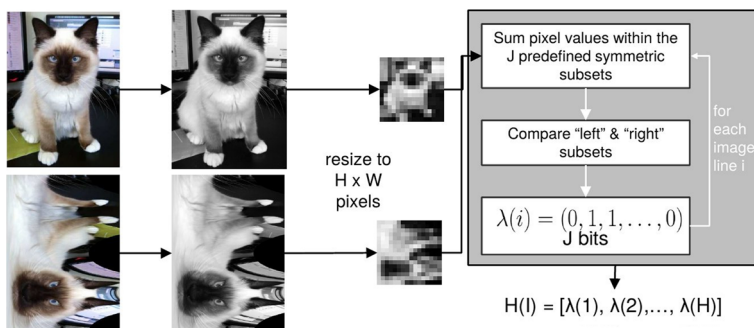 Sum pixel values within the
J predefined symmetric
subsets
Compare “left” & “right”
subsets
λ(i) = (0, 1, 1, . . . , 0)
J bits
for
each
image
line i
resize to
H x W
pixels
H(I) = [λ(1), λ(2),…, λ(H)]